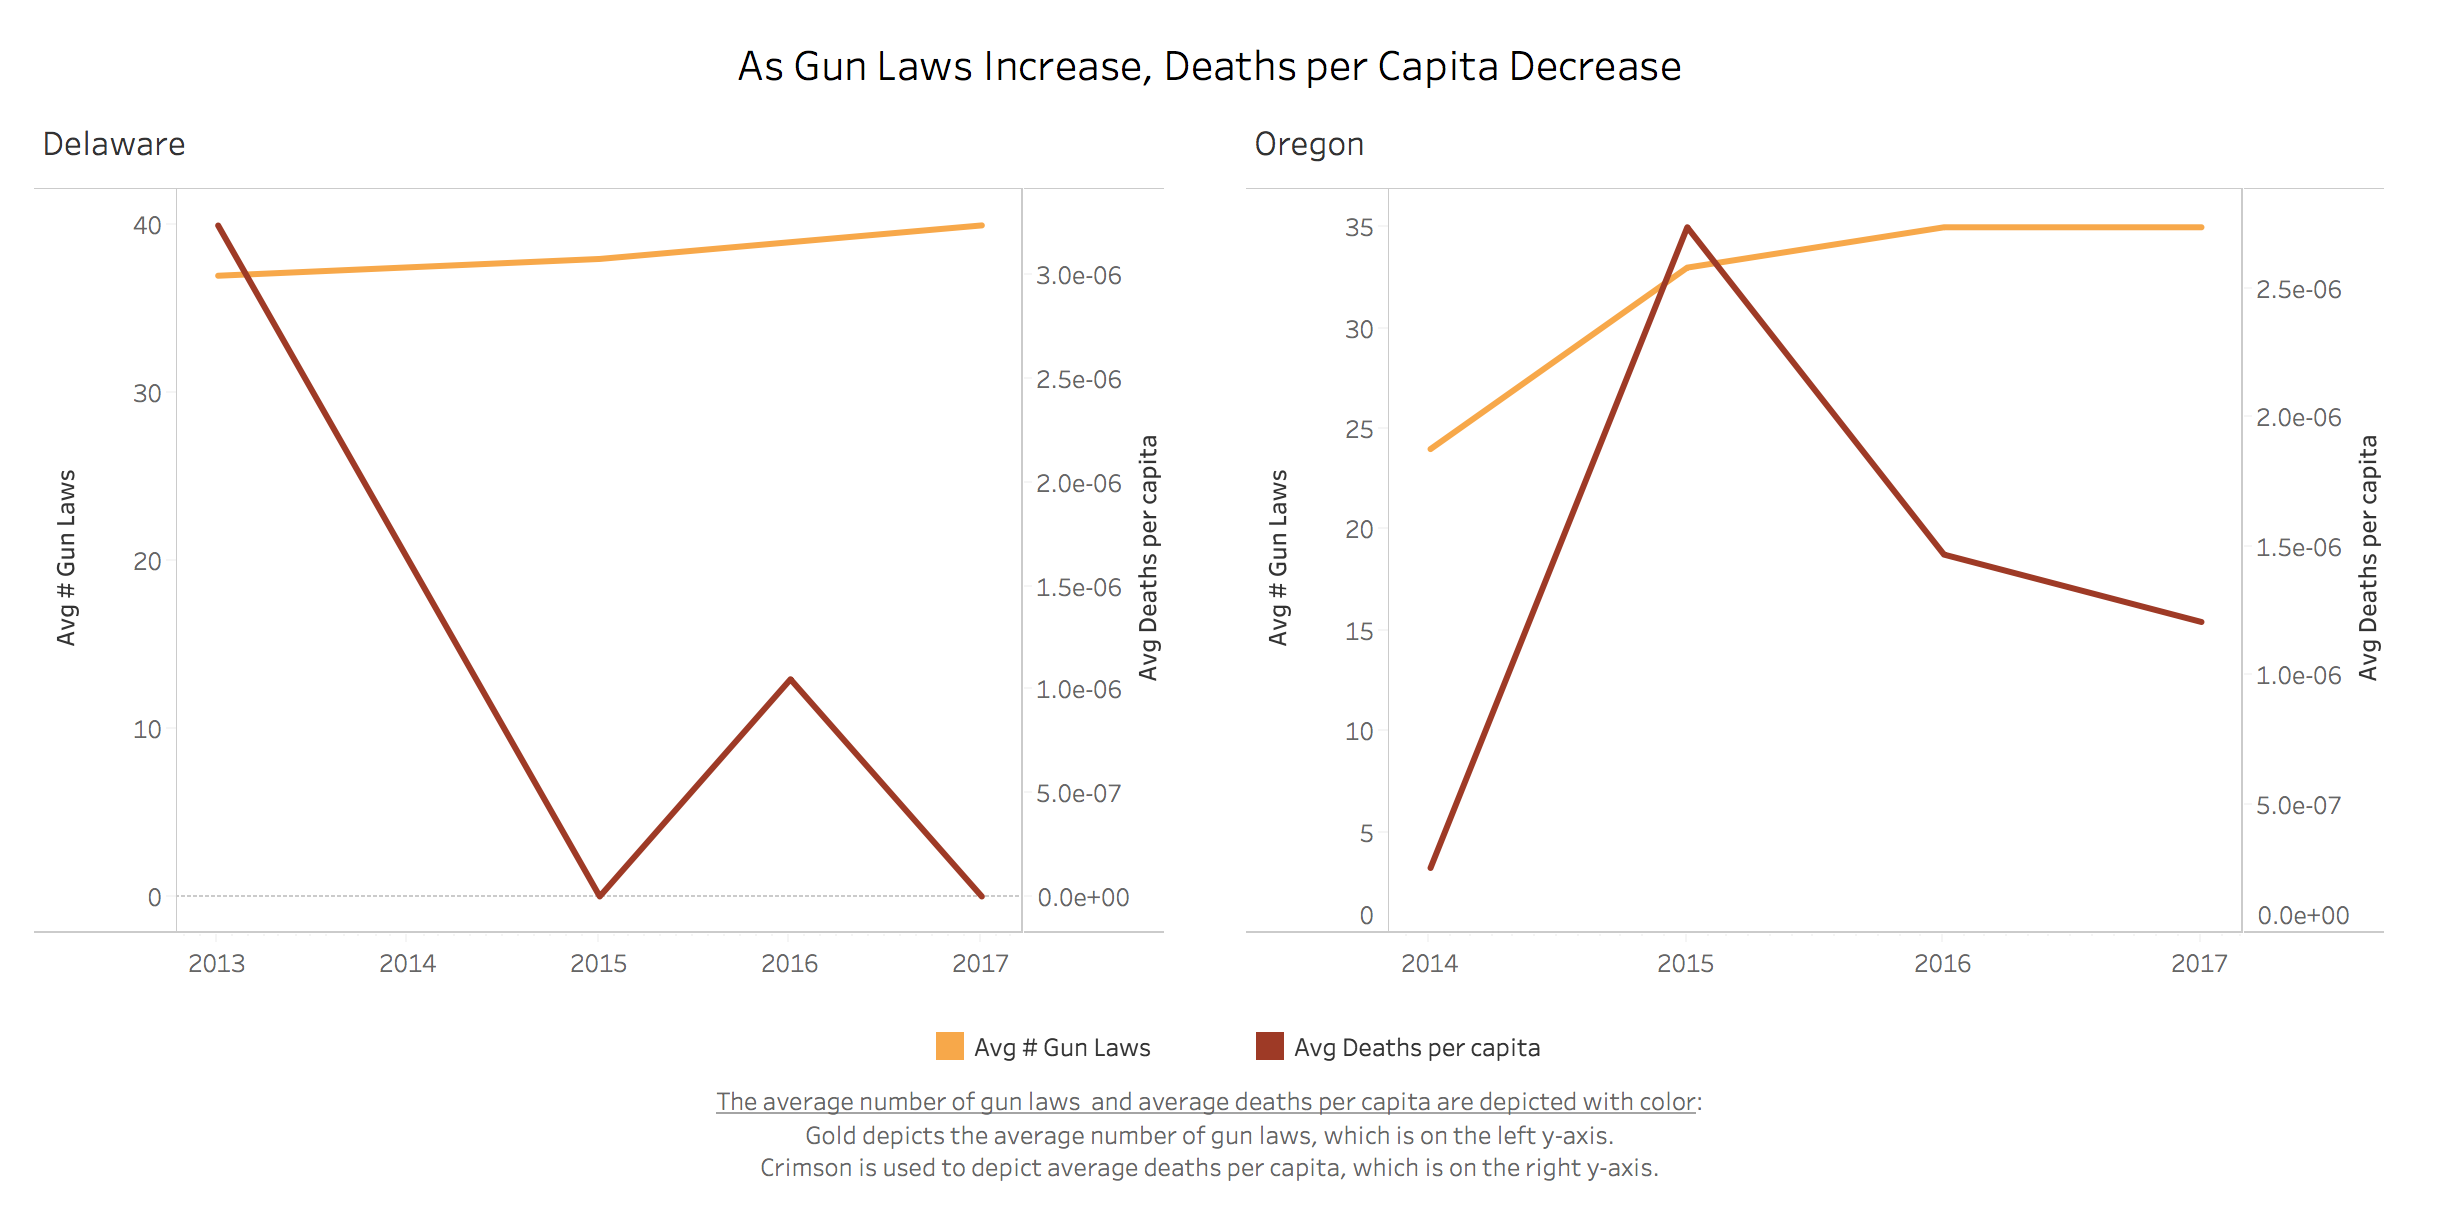 As Gun Laws Increase, Deaths per Capita Decrease
Delaware
40
30
20
10
0
Avg # Gun Laws
3.0e-06
2.5e-06
2.0e-06
1.5e-06
1.0e-06
5.0e-07
0.0e+00
Avg Deaths per capita
2013 2014 2015 2016 2017
Oregon
35
30
25
20
15
10
5
0
Avg # Gun Laws
2.5e-06
2.0e-06
1.5e-06
1.0e-06
5.0e-07
0.0e+00
Avg Deaths per capita
2014 2015 2016 2017
Avg # Gun Laws Avg Deaths per capita
The average number of gun laws  and average deaths per capita are depicted with color:
Gold depicts the average number of gun laws, which is on the left y-axis.
Crimson is used to depict average deaths per capita, which is on the right y-axis.